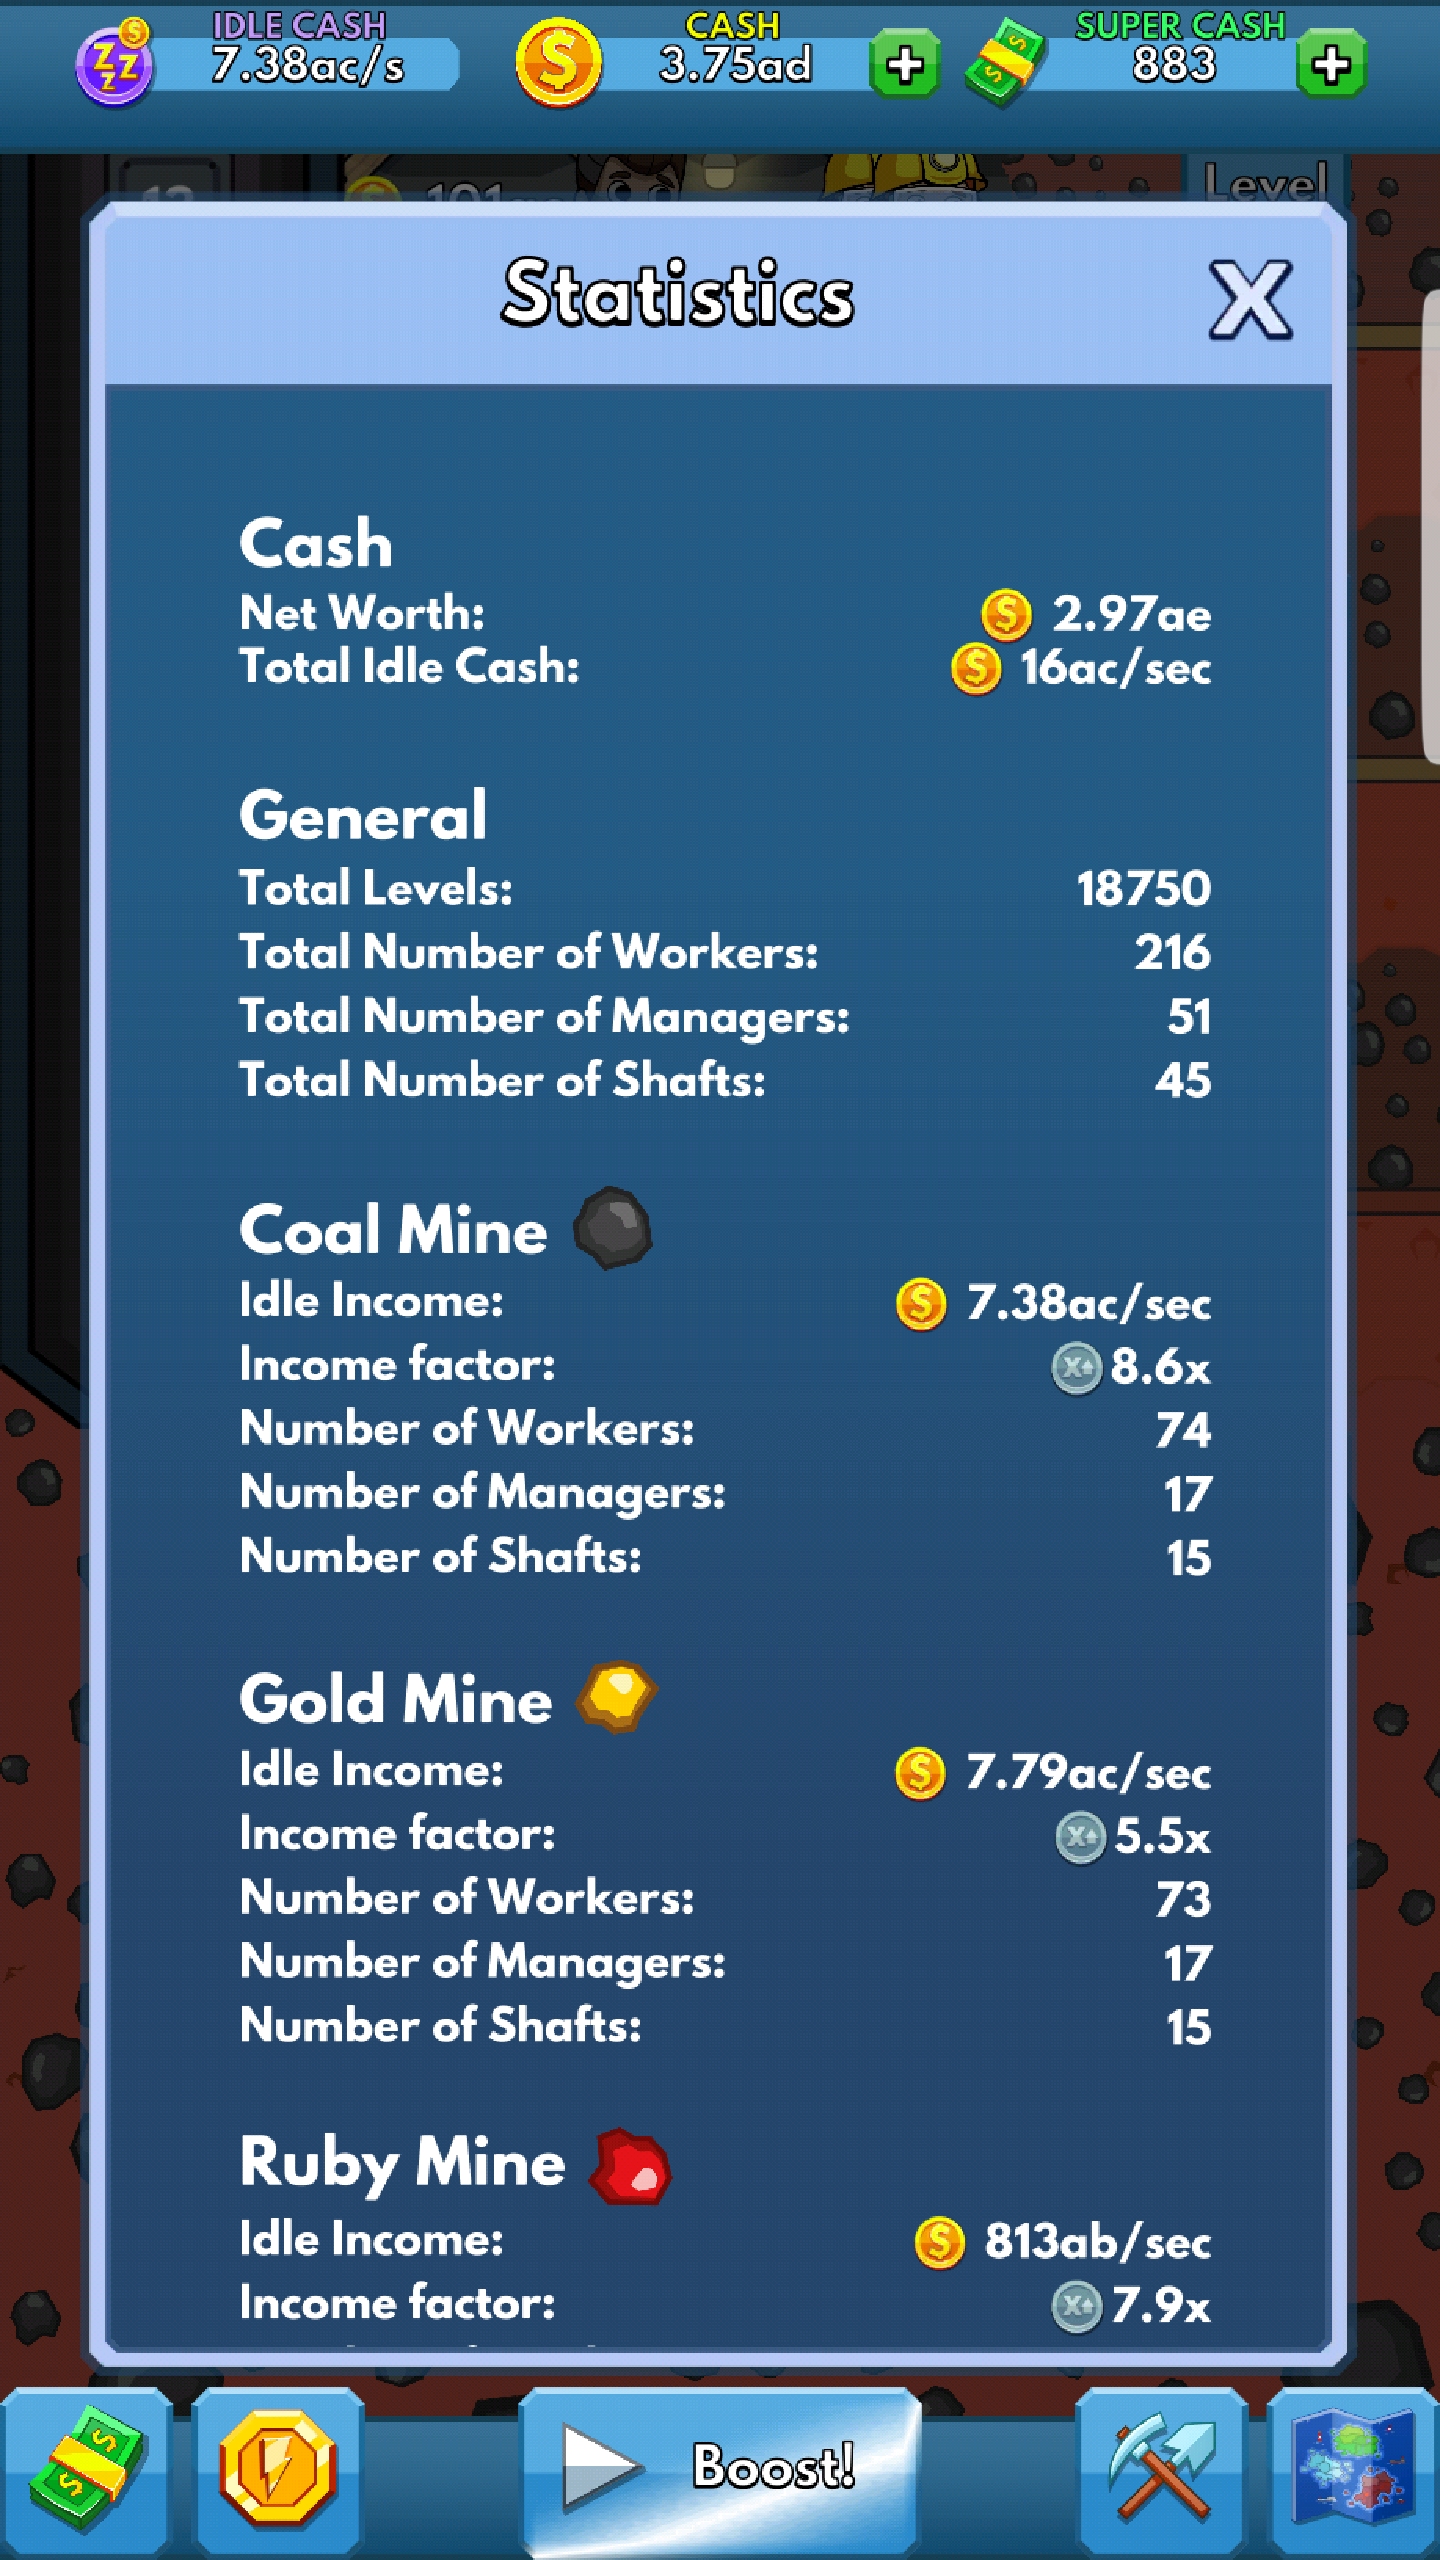 IDLE CASH CASH SUPER CASH
7.38ac/s 3.75ad 883
Level
Statistics X
Cash
Net Worth: 2.97ae
Total Idle Cash: 16ac/sec
General
Total Levels: 18750
Total Number of Workers: 216
Total Number of Managers: 51
Total Number of Shafts: 45
Coal Mine
Idle Income: 7.38ac/sec
Income factor: 8.6x
Number of Workers: 74
Number of Managers: 17
Number of Shafts: 15
Gold Mine
Idle Income: 7.79ac/sec
Income factor: 5.5x
Number of Workers: 73
Number of Managers: 17
Number of Shafts: 15
Ruby Mine
Idle Income: 813ab/sec
Income factor: 7.9x
Boost!